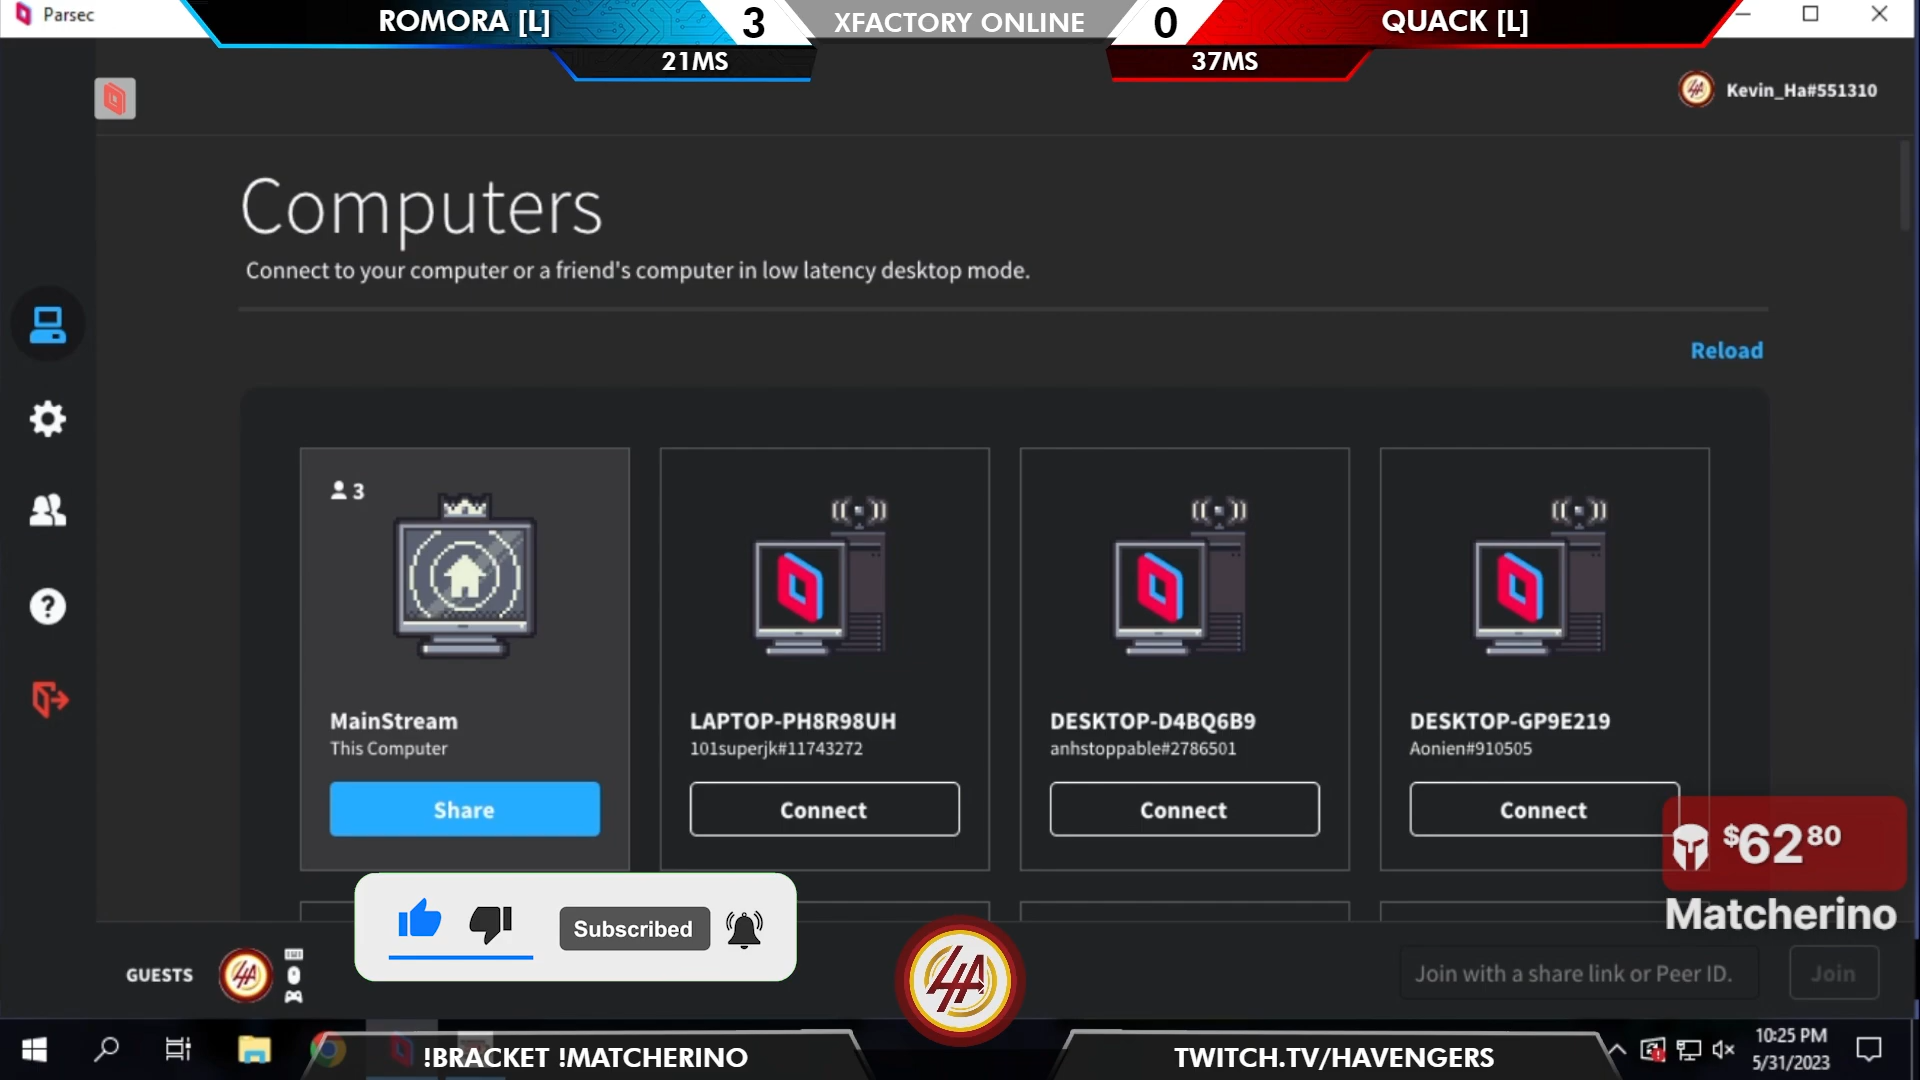 Parsec
ROMORA [L]
3
XFACTORY ONLINE
0
QUACK [L]
21MS
37MS
Kevin_Ha#551310
Computers
Connect to your computer or a friend's computer in low latency desktop mode.
Reload
3
MainStream
This Computer
Share
LAPTOP-PH8R98UH
101superjk#11743272
Connect
DESKTOP-D4BQ6B9
anhstoppable#2786501
Connect
DESKTOP-GP9E219
Aonien#910505
Connect
$62 80
Matcherino
Subscribed
GUESTS
Join with a share link or Peer ID.
Join
!BRACKET !MATCHERINO
TWITCH.TV/HAVENGERS
10:25 PM
5/31/2023